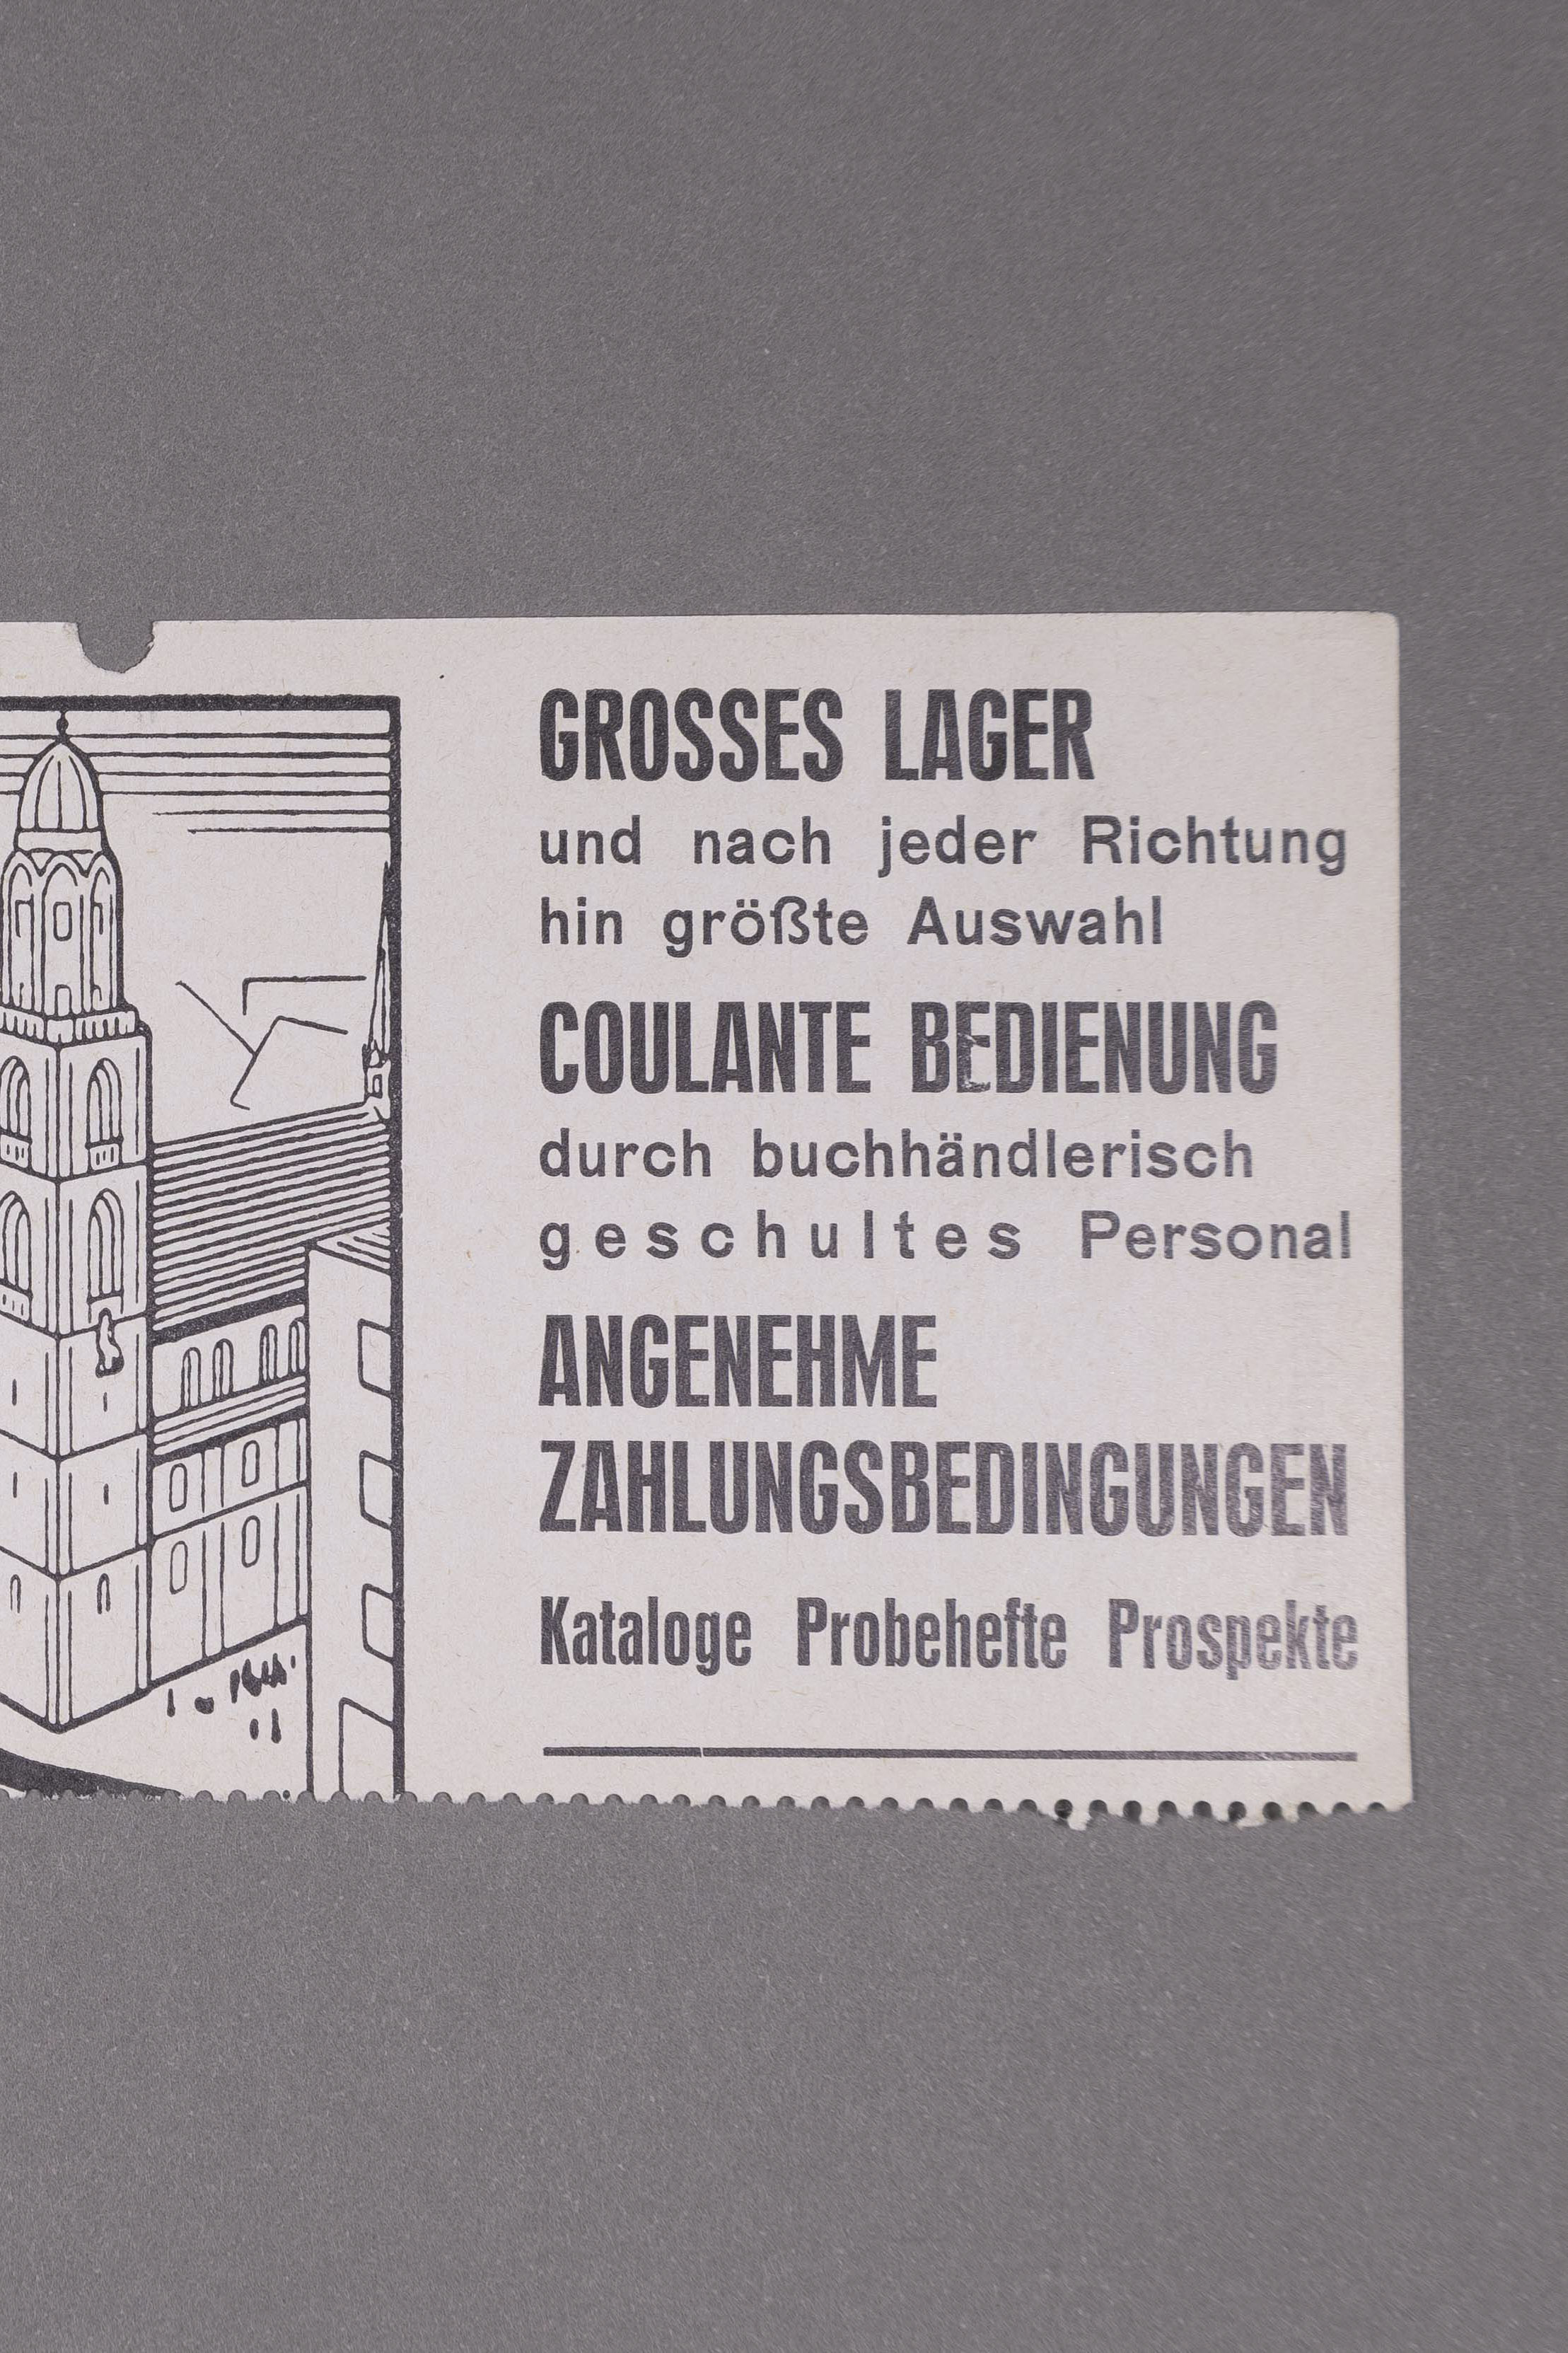 GROSSES LAGER
und nach jeder Richtung
hin größte Auswahl
COULANTE BEDIENUNG
durch buchhändlerisch
geschultes Personal
ANGENEHME
ZAHLUNGSBEDINGUNGEN
Kataloge Probehefte Prospekte